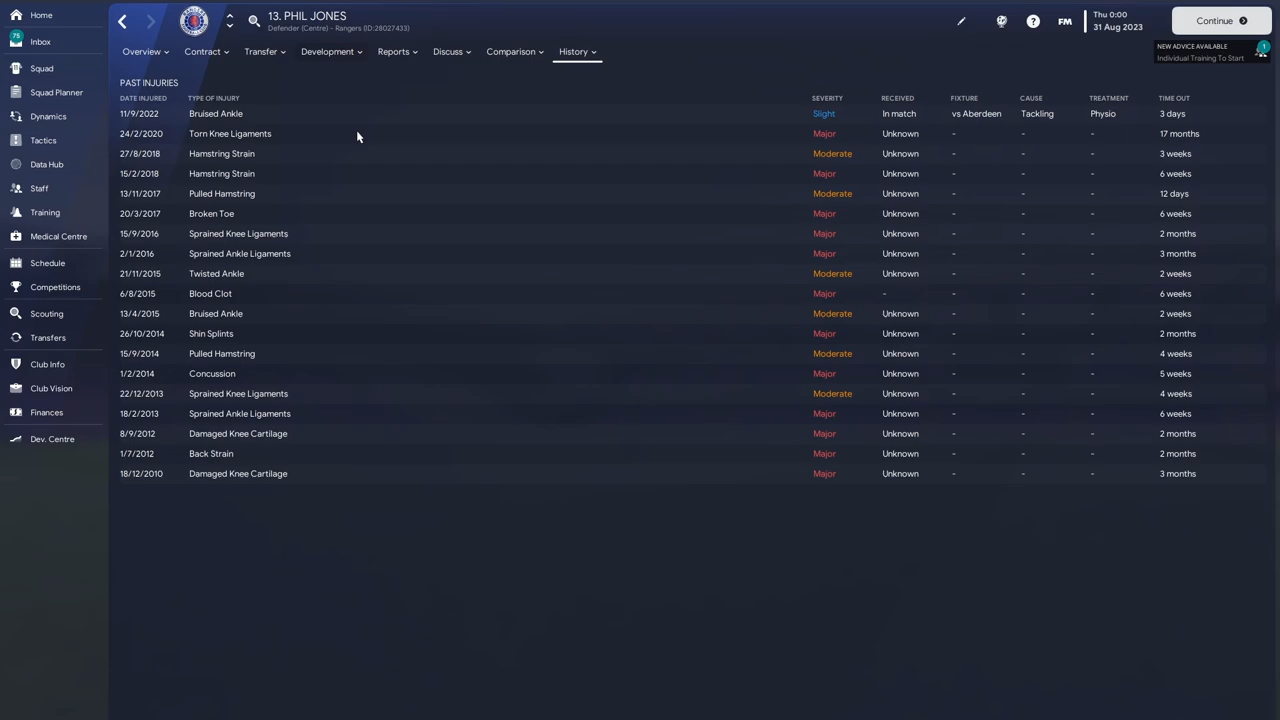 Home
75
Inbox
Squad
Squad Planner
Dynamics
Tactics
Data Hub
Staff
Training
Medical Centre
Schedule
Competitions
Scouting
Transfers
Club Info
Club Vision
Finances
Dev. Centre
13. PHIL JONES
Defender (Centre) - Rangers (ID:28027433)
FM
Thu 0:00
31 Aug 2023
Continue
Overview Contract Transfer Development Reports Discuss Comparison History
NEW ADVICE AVAILABLE 1
Individual Training To Start
PAST INJURIES
DATE INJURED TYPE OF INJURY SEVERITY RECEIVED FIXTURE CAUSE TREATMENT TIME OUT
11/9/2022 Bruised Ankle Slight In match vs Aberdeen Tackling Physio 3 days
24/2/2020 Torn Knee Ligaments Major Unknown - - - 17 months
27/8/2018 Hamstring Strain Moderate Unknown - - - 3 weeks
15/2/2018 Hamstring Strain Major Unknown - - - 6 weeks
13/11/2017 Pulled Hamstring Moderate Unknown - - - 12 days
20/3/2017 Broken Toe Major Unknown - - - 6 weeks
15/9/2016 Sprained Knee Ligaments Major Unknown - - - 2 months
2/1/2016 Sprained Ankle Ligaments Major Unknown - - - 3 months
21/11/2015 Twisted Ankle Moderate Unknown - - - 2 weeks
6/8/2015 Blood Clot Major - - - - 6 weeks
13/4/2015 Bruised Ankle Moderate Unknown - - - 2 weeks
26/10/2014 Shin Splints Major Unknown - - - 2 months
15/9/2014 Pulled Hamstring Moderate Unknown - - - 4 weeks
1/2/2014 Concussion Major Unknown - - - 5 weeks
22/12/2013 Sprained Knee Ligaments Moderate Unknown - - - 4 weeks
18/2/2013 Sprained Ankle Ligaments Major Unknown - - - 6 weeks
8/9/2012 Damaged Knee Cartilage Major Unknown - - - 2 months
1/7/2012 Back Strain Major Unknown - - - 2 months
18/12/2010 Damaged Knee Cartilage Major Unknown - - - 3 months